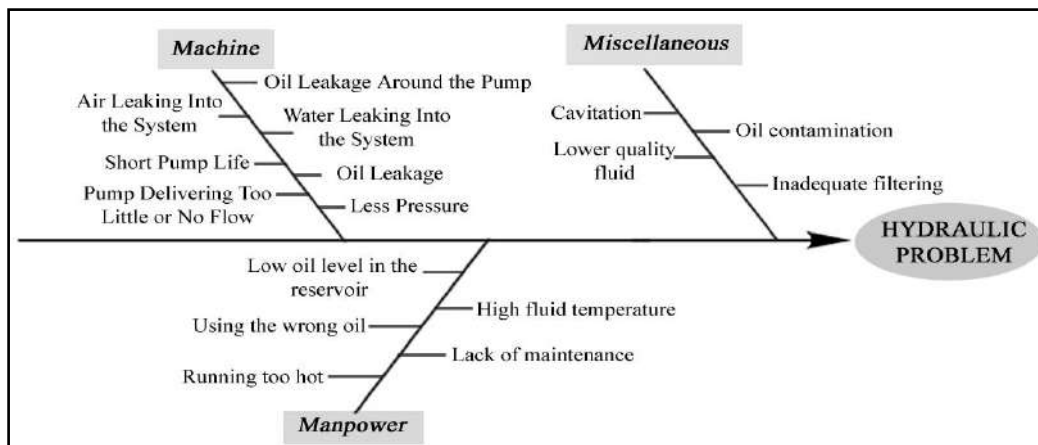 Machine
Miscellaneous
Oil Leakage Around the Pump
Air Leaking Into
the System
Water Leaking Into
the System
Short Pump Life
Oil Leakage
Pump Delivering Too
Little or No Flow
Less Pressure
Cavitation
Oil contamination
Lower quality
fluid
Inadequate filtering
HYDRAULIC
PROBLEM
Low oil level in the
reservoir
High fluid temperature
Using the wrong oil
Lack of maintenance
Running too hot
Manpower